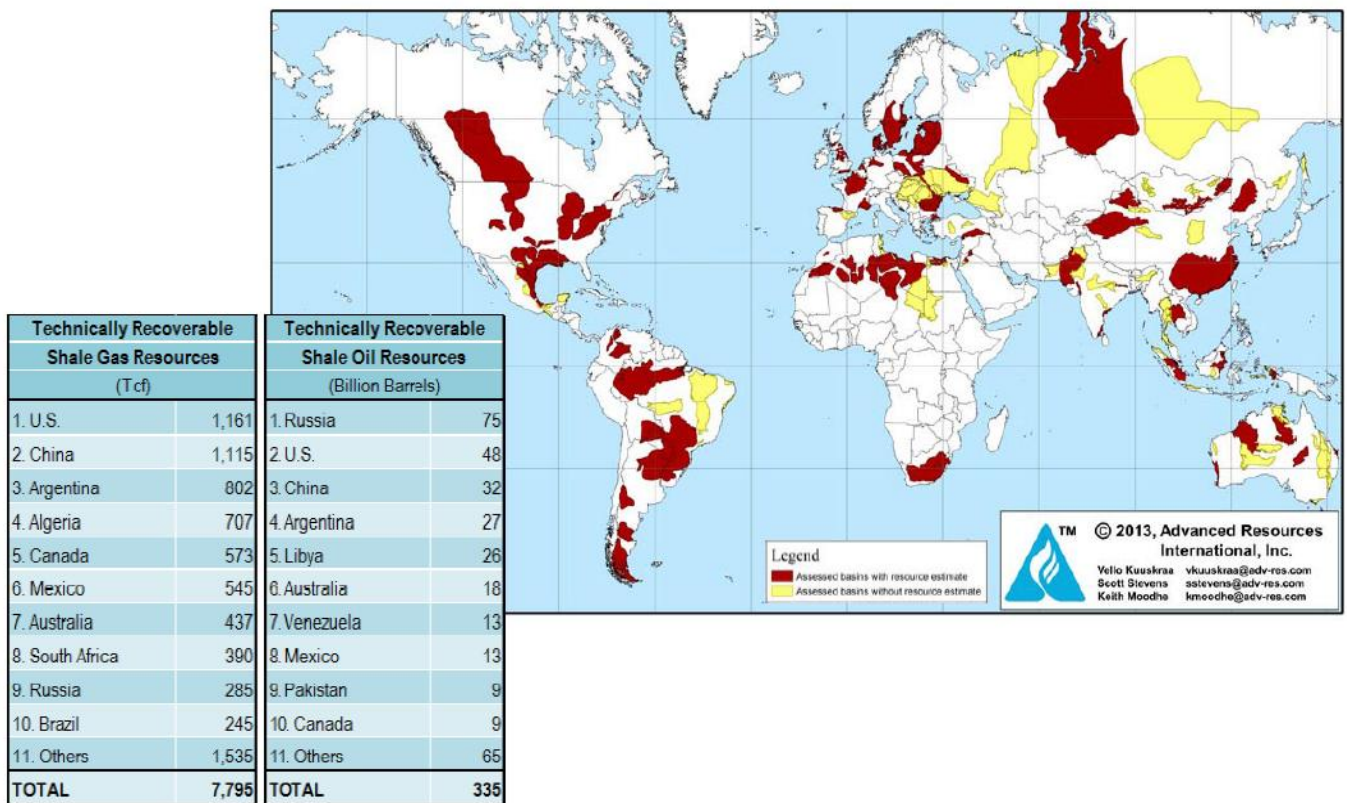 Technically Recoverable
Shale Gas Resources
(Tcf)
1. U.S. 1,161
2. China 1,115
3. Argentina 802
4. Algeria 707
5. Canada 573
6. Mexico 545
7. Australia 437
8. South Africa 390
9. Russia 285
10. Brazil 245
11. Others 1,535
TOTAL 7,795
Technically Recoverable
Shale Oil Resources
(Billion Barrels)
1. Russia 75
2. U.S. 48
3. China 32
4. Argentina 27
5. Libya 26
6. Australia 18
7. Venezuela 13
8. Mexico 13
9. Pakistan 9
10. Canada 9
11. Others 65
TOTAL 335
Legend
Assessed basins with resource estimate
Assessed basins without resource estimate
TM
© 2013, Advanced Resources
International, Inc.
Vello Kuuskraa vkuuskraa@adv-res.com
Scott Stevens sstevens@adv-res.com
Keith Moodhe kmoodhe@adv-res.com